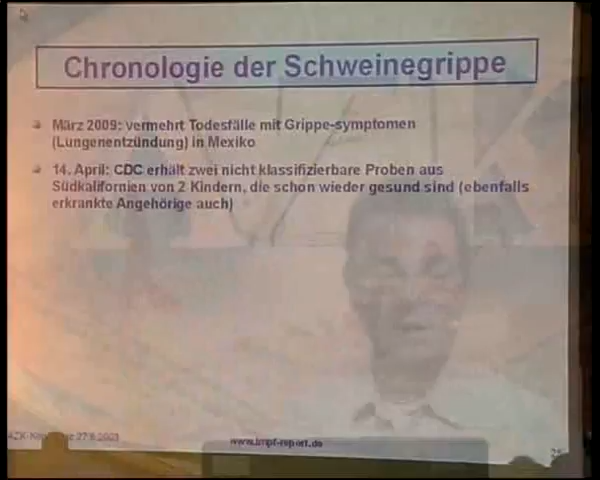 Chronologie der Schweinegrippe
März 2009: vermehrt Todesfälle mit Grippe-symptomen
(Lungenentzündung) in Mexiko
14. April: CDC erhält zwei nicht klassifizierbare Proben aus
Südkalifornien von 2 Kindern, die schon wieder gesund sind (ebenfalls
erkrankte Angehörige auch)
www.impf-report.de